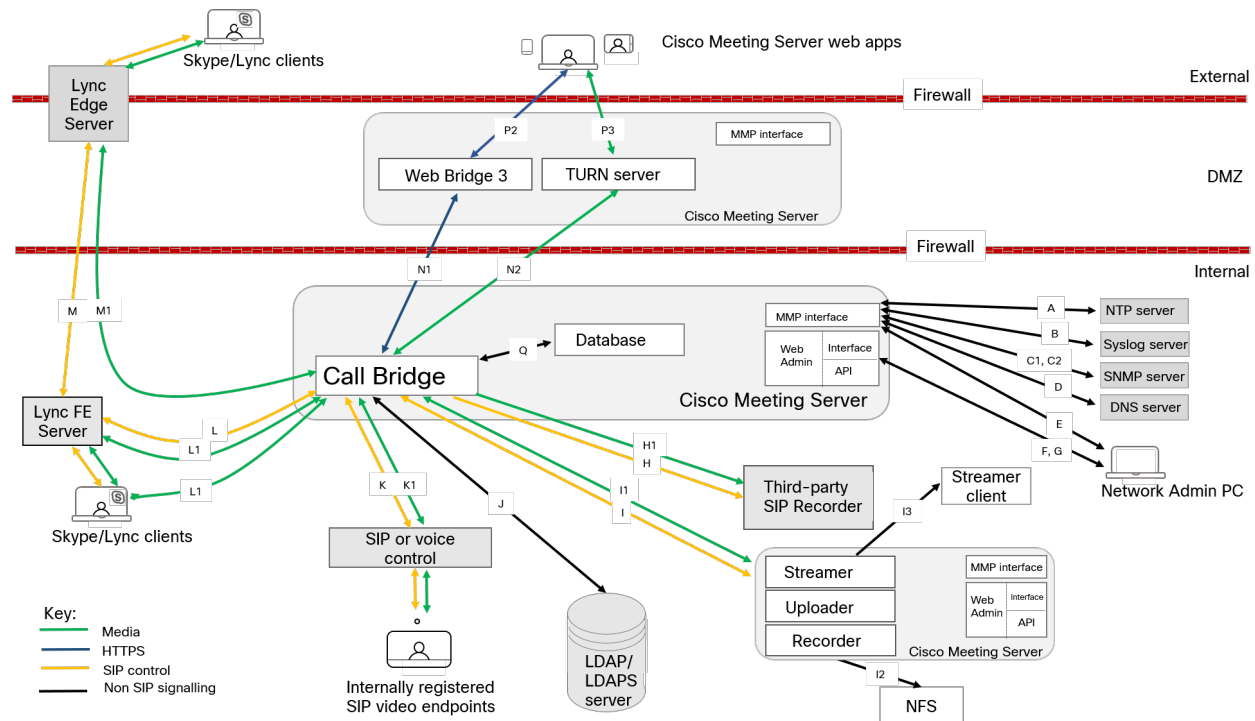 Skype/Lync clients
Cisco Meeting Server web apps
External
Lync
Edge
Server
Firewall
P2
P3
MMP interface
Web Bridge 3
TURN server
DMZ
Cisco Meeting Server
Firewall
Internal
N1
N2
M
M1
MMP interface
A
NTP server
B
Syslog server
C1, C2
SNMP server
D
DNS server
Database
Q
Web
Admin
Interface
API
Call Bridge
Cisco Meeting Server
Lync FE
Server
L
L1
L1
E
F, G
Network Admin PC
H1
H
Third-party
SIP Recorder
Streamer
client
K
K1
I1
I
J
I3
Skype/Lync clients
SIP or voice
control
Streamer
Uploader
Recorder
MMP interface
Web
Admin
Interface
API
Cisco Meeting Server
Key:
Media
HTTPS
SIP control
Non SIP signalling
Internally registered
SIP video endpoints
LDAP/
LDAPS
server
I2
NFS